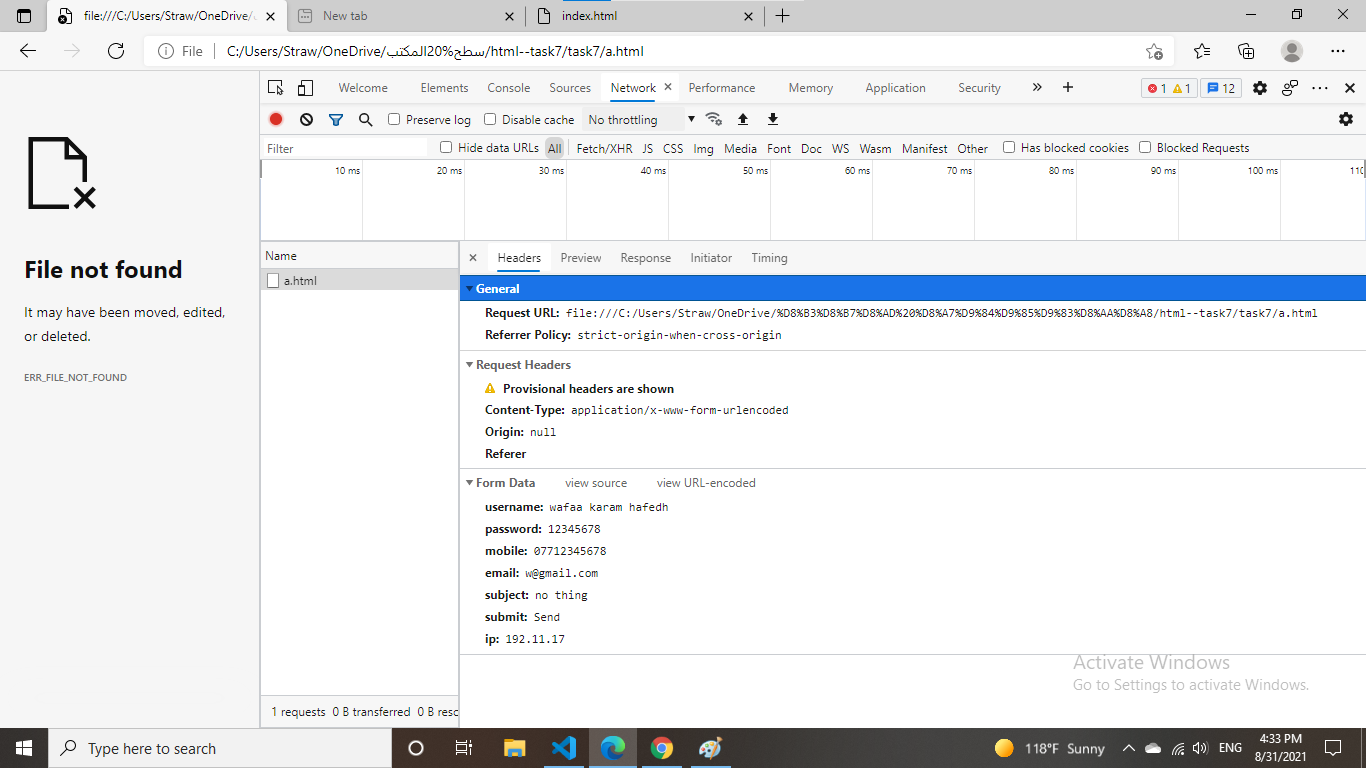 file:///C:/Users/Straw/OneDrive/
New tab
index.html
File
C:/Users/Straw/OneDrive/سطح%20المكتب/html--task7/task7/a.html
Welcome Elements Console Sources Network Performance Memory Application Security
1 1 12
Preserve log Disable cache No throttling
Filter Hide data URLs All Fetch/XHR JS CSS Img Media Font Doc WS Wasm Manifest Other Has blocked cookies Blocked Requests
10 ms 20 ms 30 ms 40 ms 50 ms 60 ms 70 ms 80 ms 90 ms 100 ms 110
File not found
It may have been moved, edited,
or deleted.
ERR_FILE_NOT_FOUND
Name
a.html
1 requests 0 B transferred 0 B resc
Headers Preview Response Initiator Timing
General
Request URL: file:///C:/Users/Straw/OneDrive/%D8%B3%D8%B7%D8%AD%20%D8%A7%D9%84%D9%85%D9%83%D8%AA%D8%A8/html--task7/task7/a.html
Referrer Policy: strict-origin-when-cross-origin
Request Headers
Provisional headers are shown
Content-Type: application/x-www-form-urlencoded
Origin: null
Referer
Form Data view source view URL-encoded
username: wafaa karam hafedh
password: 12345678
mobile: 07712345678
email: w@gmail.com
subject: no thing
submit: Send
ip: 192.11.17
Activate Windows
Go to Settings to activate Windows.
Type here to search
118°F Sunny
ENG
4:33 PM
8/31/2021